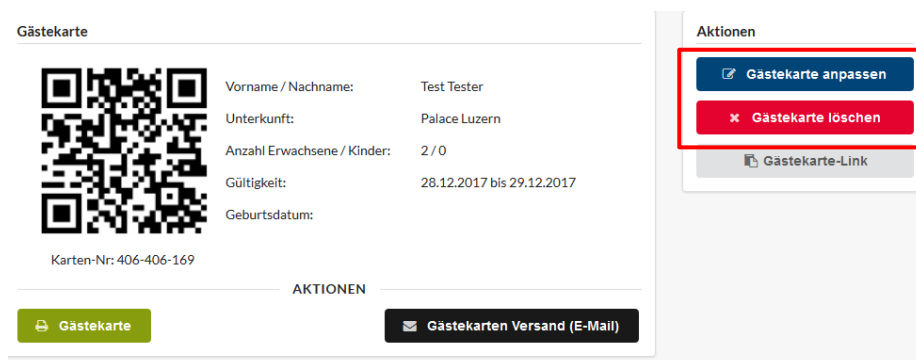 Gästekarte
Vorname / Nachname: Test Tester
Unterkunft: Palace Luzern
Anzahl Erwachsene / Kinder: 2 / 0
Gültigkeit: 28.12.2017 bis 29.12.2017
Geburtsdatum:
Karten-Nr: 406-406-169
AKTIONEN
Gästekarte
Gästekarten Versand (E-Mail)
Aktionen
Gästekarte anpassen
Gästekarte löschen
Gästekarte-Link